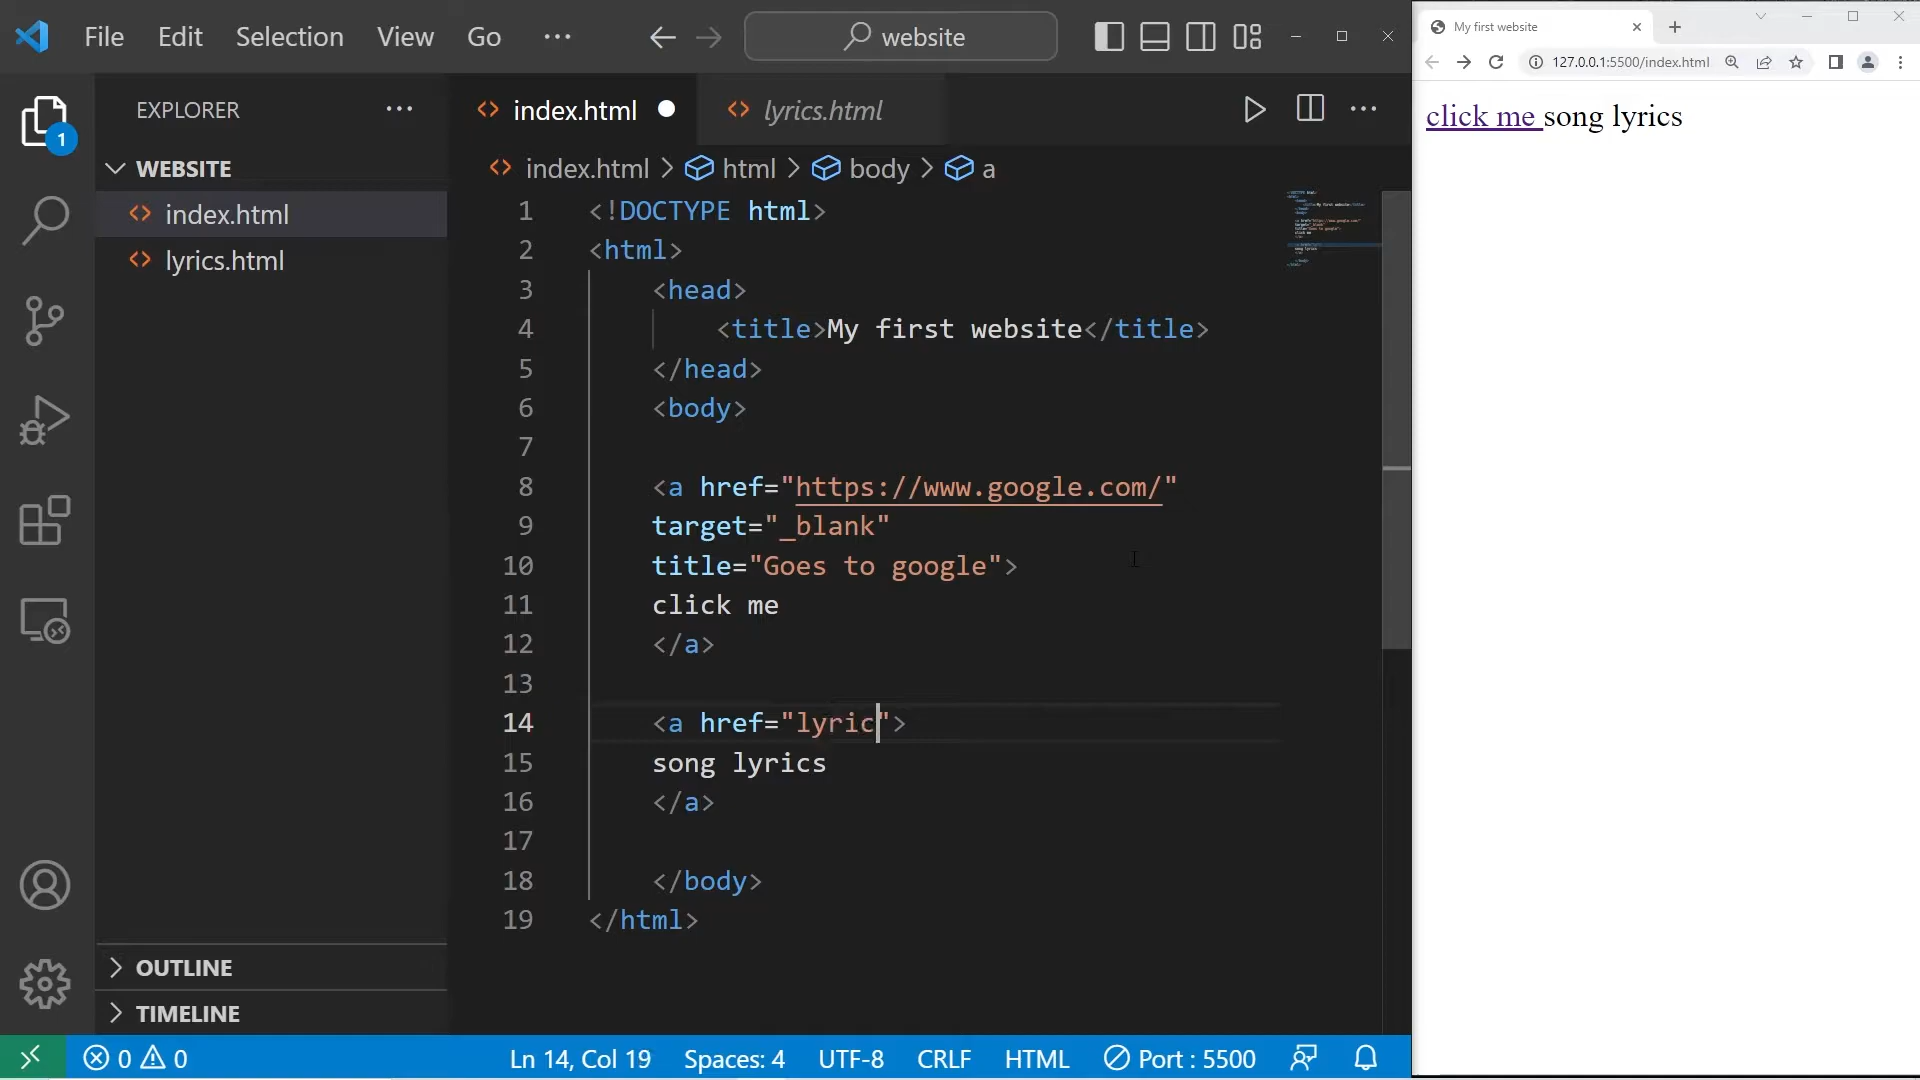 File Edit Selection View Go ··· website
EXPLORER ···
WEBSITE
index.html
lyrics.html
OUTLINE
TIMELINE
1
index.html lyrics.html ···
index.html > html > body > a
1 <!DOCTYPE html>
2 <html>
3 <head>
4 <title>My first website</title>
5 </head>
6 <body>
7
8 <a href="https://www.google.com/"
9 target="_blank"
10 title="Goes to google">
11 click me
12 </a>
13
14 <a href="lyric">
15 song lyrics
16 </a>
17
18 </body>
19 </html>
0 0 Ln 14, Col 19 Spaces: 4 UTF-8 CRLF HTML Port : 5500
My first website
127.0.0.1:5500/index.html
click me song lyrics